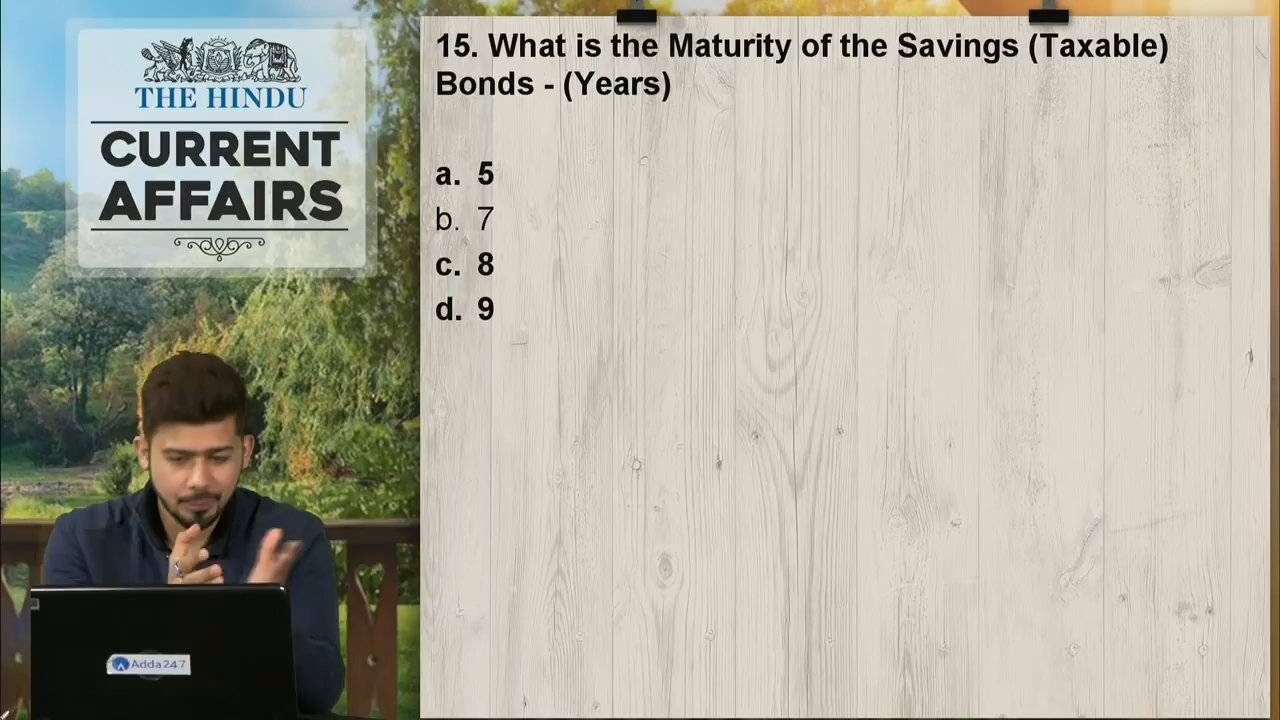 THE HINDU
CURRENT
AFFAIRS
15. What is the Maturity of the Savings (Taxable)
Bonds - (Years)
a. 5
b. 7
c. 8
d. 9
Adda247